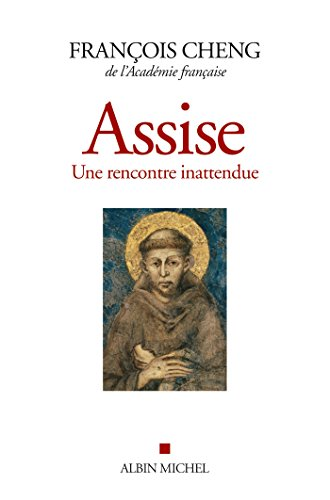 FRANÇOIS CHENG
de l'Académie française
Assise
Une rencontre inattendue
ALBIN MICHEL